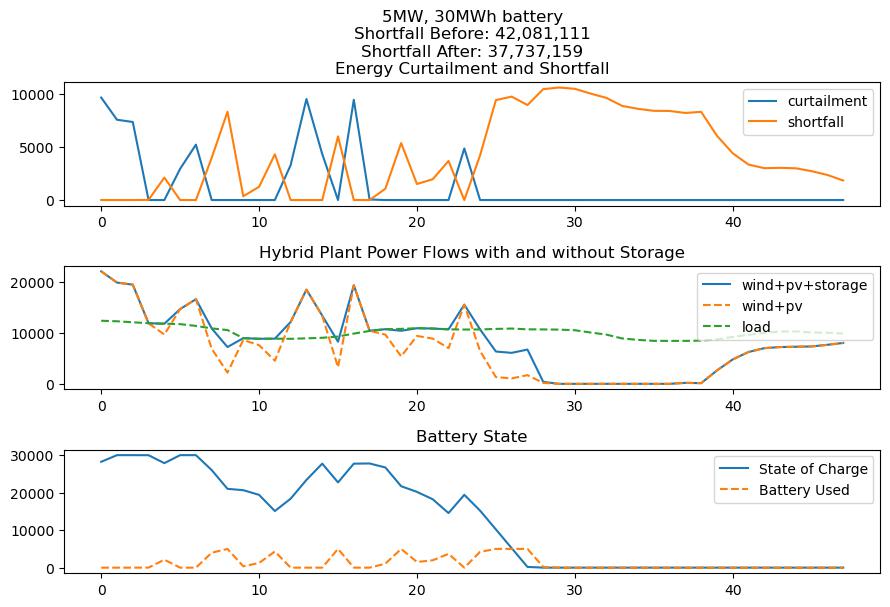 5MW, 30MWh battery
Shortfall Before: 42,081,111
Shortfall After: 37,737,159
Energy Curtailment and Shortfall
10000
5000
0
curtailment
shortfall
0 10 20 30 40
Hybrid Plant Power Flows with and without Storage
20000
10000
0
wind+pv+storage
wind+pv
load
0 10 20 30 40
Battery State
30000
20000
10000
0
State of Charge
Battery Used
0 10 20 30 40